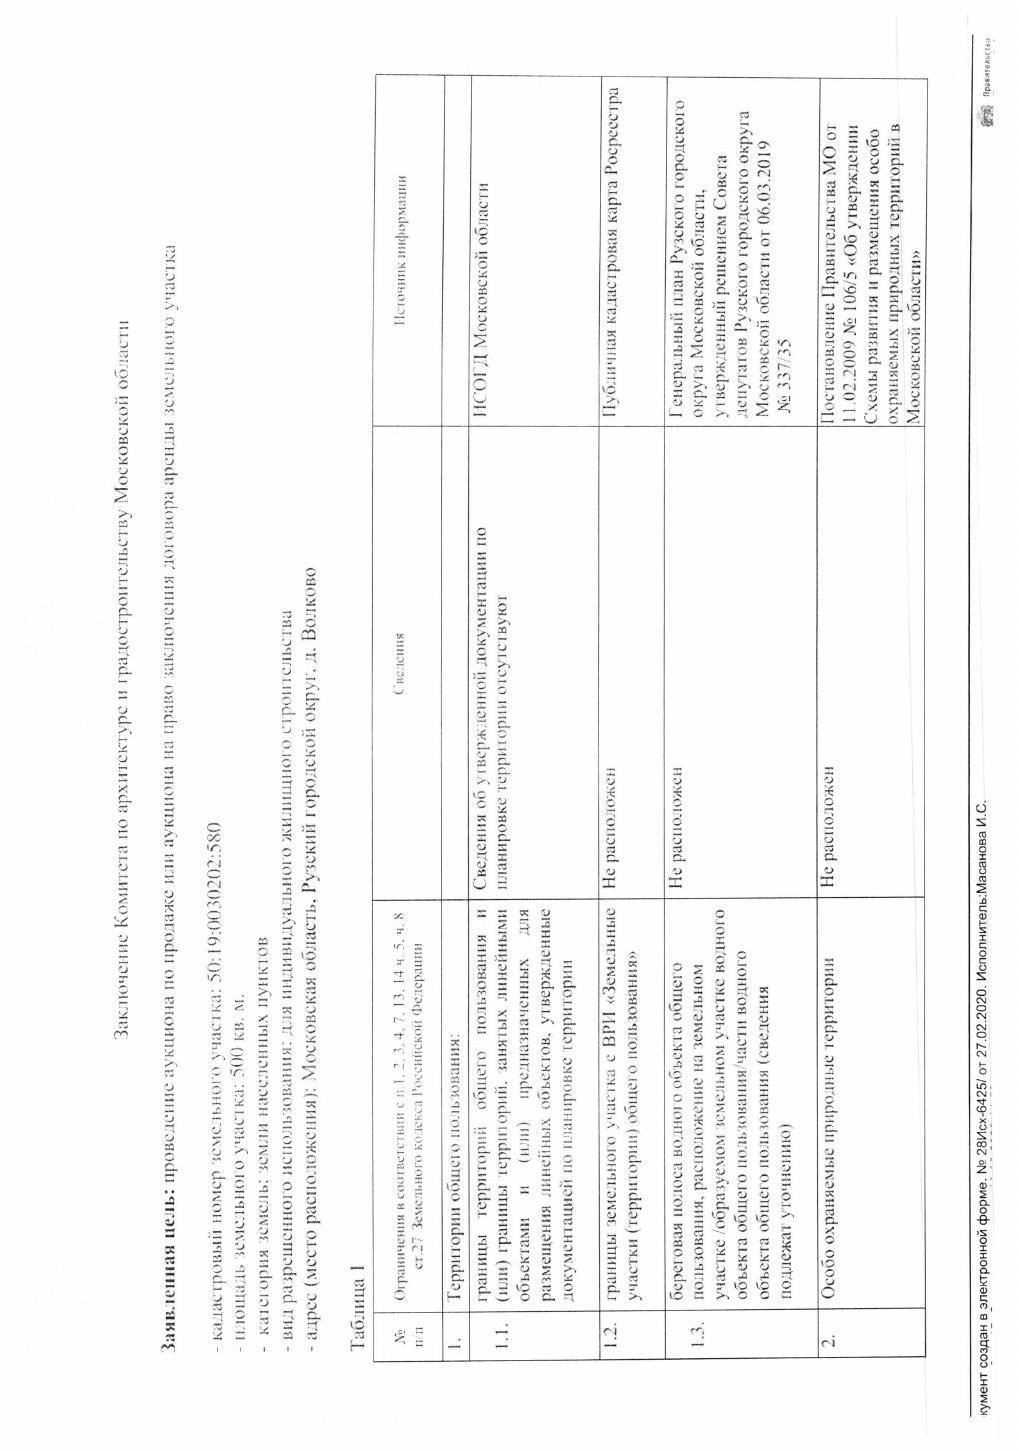 Заключение Комитета по архитектуре и градостроительству Московской области
Заявленная цель: проведение аукциона по продаже или аукциона на право заключения договора аренды земельного участка
- кадастровый номер земельного участка: 50:19:0030202:580
- площадь земельного участка: 500 кв. м.
- категория земель: земли населенных пунктов
- вид разрешенного использования: для индивидуального жилищного строительства
- адрес (место расположения): Московская область, Рузский городской округ, д. Волково
Таблица 1
№
п/п
Ограничения в соответствии с п. 1, 2, 3, 4, 7, 13, 14 ч. 5, ч. 8
ст.27 Земельного кодекса Российской Федерации
Сведения
Источник информации
1.
Территории общего пользования:
1.1.
границы территорий общего пользования и
(или) границы территорий, занятых линейными
объектами и (или) предназначенных для
размещения линейных объектов, утвержденные
документацией по планировке территории
Сведения об утвержденной документации по
планировке территории отсутствуют
ИСОГД Московской области
1.2.
границы земельного участка с ВРИ «Земельные
участки (территории) общего пользования»
Не расположен
Публичная кадастровая карта Росреестра
1.3.
береговая полоса водного объекта общего
пользования, расположение на земельном
участке /образуемом земельном участке водного
объекта общего пользования/части водного
объекта общего пользования (сведения
подлежат уточнению)
Не расположен
Генеральный план Рузского городского
округа Московской области,
утвержденный решением Совета
депутатов Рузского городского округа
Московской области от 06.03.2019
№ 337/35
2.
Особо охраняемые природные территории
Не расположен
Постановление Правительства МО от
11.02.2009 № 106/5 «Об утверждении
Схемы развития и размещения особо
охраняемых природных территорий в
Московской области»
кумент создан в электронной форме. № 28Исх-6425/ от 27.02.2020. Исполнитель:Масанова И.С.
Правительство